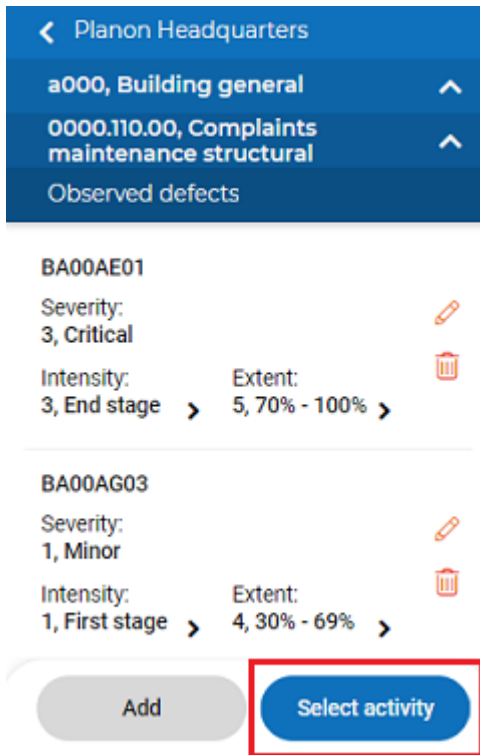 Planon Headquarters
a000, Building general
0000.110.00, Complaints
maintenance structural
Observed defects
BA00AE01
Severity:
3, Critical
Intensity: Extent:
3, End stage 5, 70% - 100%
BA00AG03
Severity:
1, Minor
Intensity: Extent:
1, First stage 4, 30% - 69%
Add Select activity